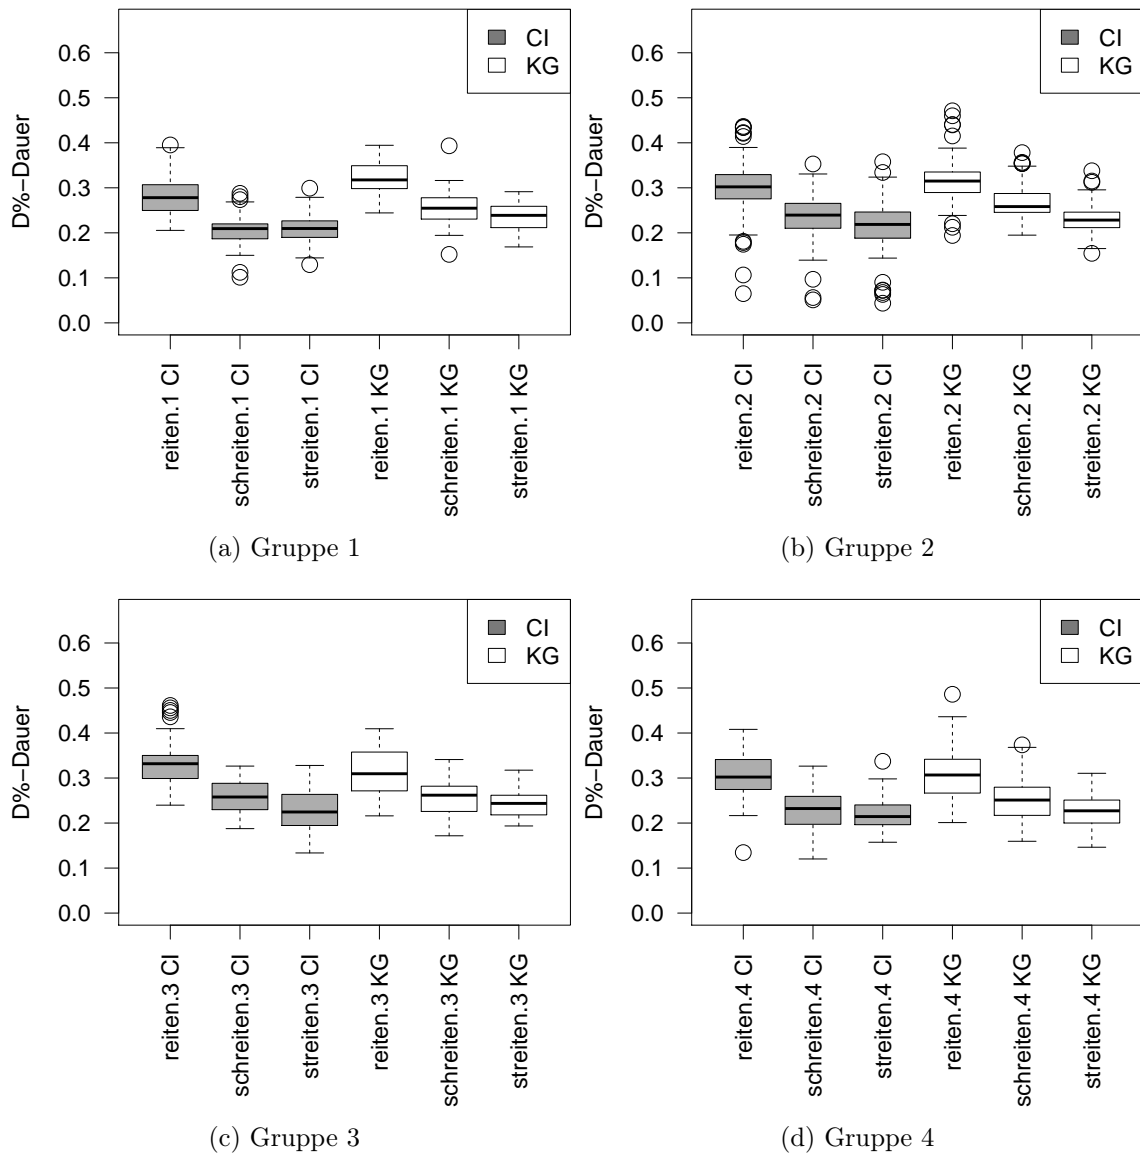 CI
KG
D%−Dauer
0.6
0.5
0.4
0.3
0.2
0.1
0.0
reiten.1 CI
schreiten.1 CI
streiten.1 CI
reiten.1 KG
schreiten.1 KG
streiten.1 KG
(a) Gruppe 1
CI
KG
D%−Dauer
0.6
0.5
0.4
0.3
0.2
0.1
0.0
reiten.2 CI
schreiten.2 CI
streiten.2 CI
reiten.2 KG
schreiten.2 KG
streiten.2 KG
(b) Gruppe 2
CI
KG
D%−Dauer
0.6
0.5
0.4
0.3
0.2
0.1
0.0
reiten.3 CI
schreiten.3 CI
streiten.3 CI
reiten.3 KG
schreiten.3 KG
streiten.3 KG
(c) Gruppe 3
CI
KG
D%−Dauer
0.6
0.5
0.4
0.3
0.2
0.1
0.0
reiten.4 CI
schreiten.4 CI
streiten.4 CI
reiten.4 KG
schreiten.4 KG
streiten.4 KG
(d) Gruppe 4